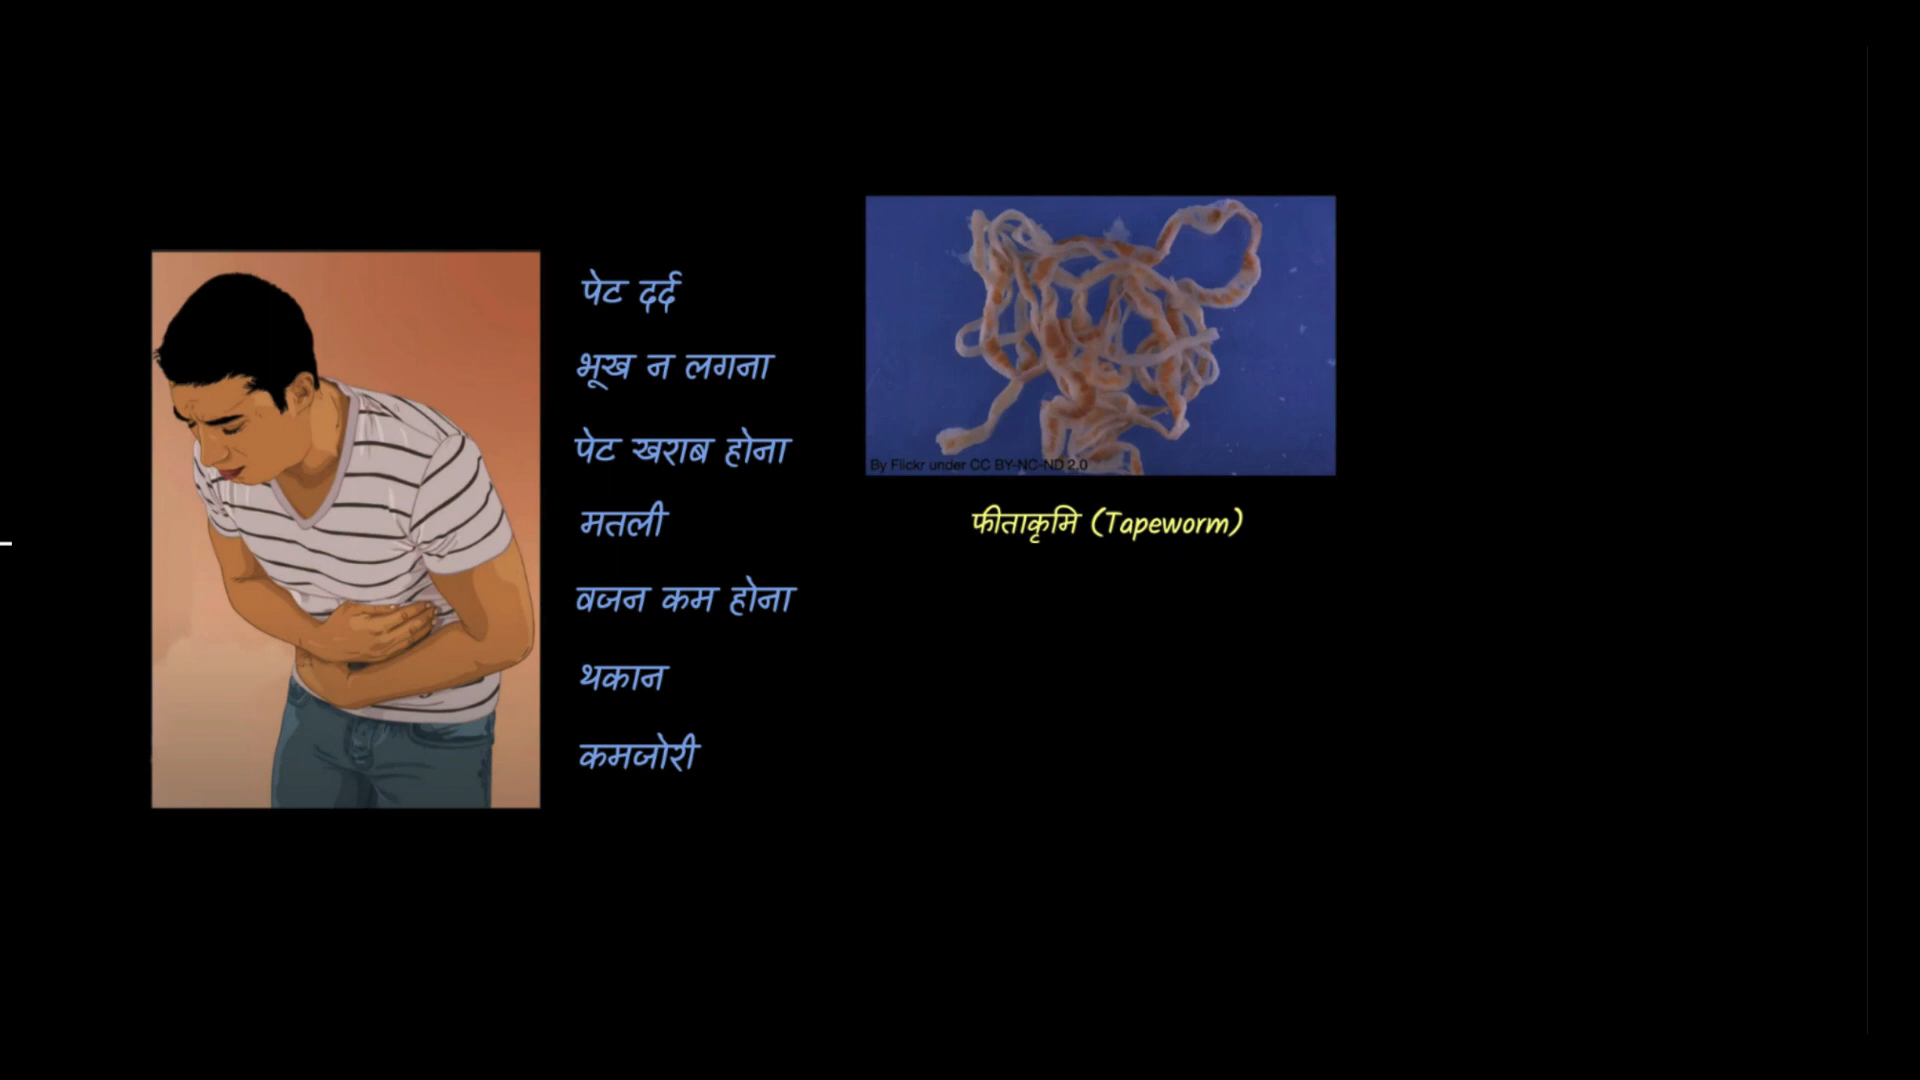 पेट दर्द
भूख न लगना
पेट खराब होना
मतली
वजन कम होना
थकान
कमजोरी
By Flickr under CC BY-NC-ND 2.0
फीताकृमि (Tapeworm)